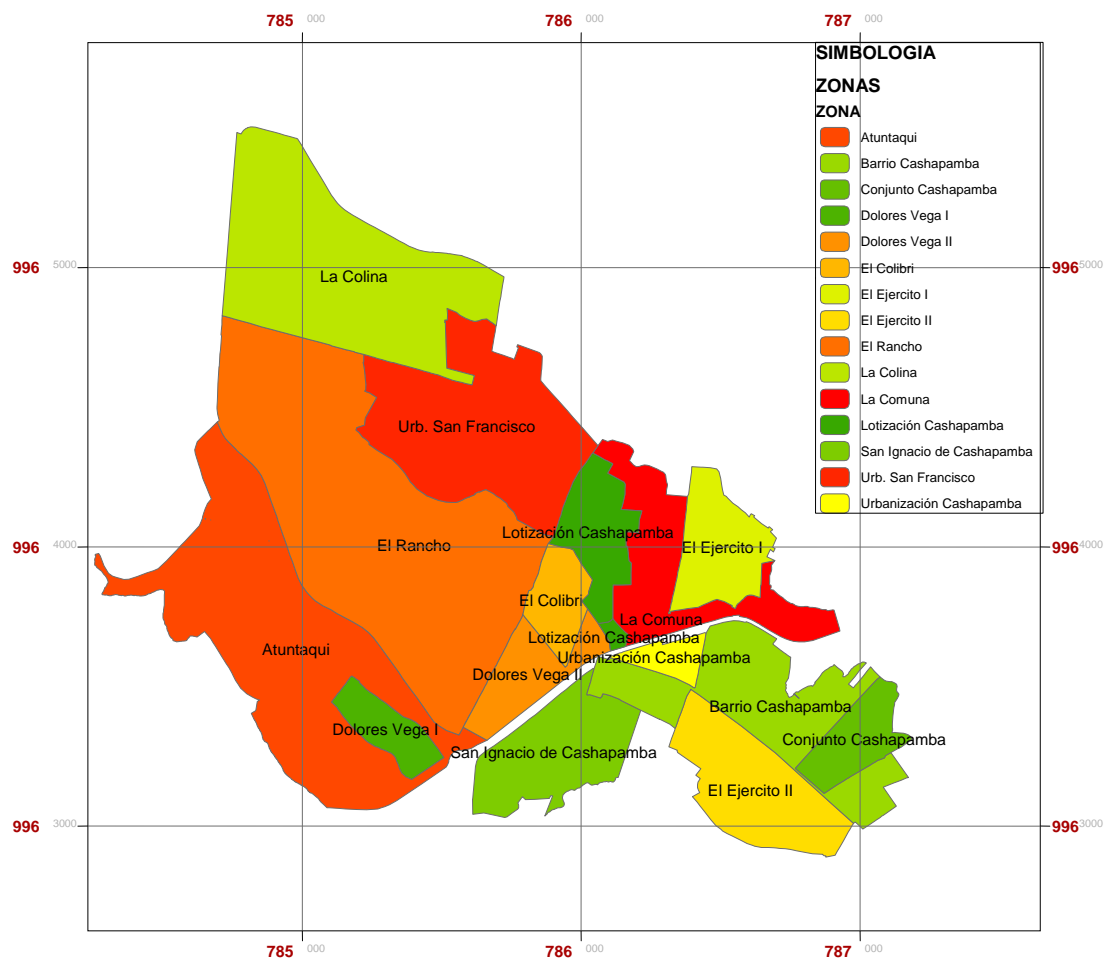 785 000 786 000 787 000
SIMBOLOGIA
ZONAS
ZONA
Atuntaqui
Barrio Cashapamba
Conjunto Cashapamba
Dolores Vega I
Dolores Vega II
El Colibri
El Ejercito I
El Ejercito II
El Rancho
La Colina
La Comuna
Lotización Cashapamba
San Ignacio de Cashapamba
Urb. San Francisco
Urbanización Cashapamba
996 5000 996 5000
La Colina
Urb. San Francisco
Lotización Cashapamba
996 4000 996 4000
El Rancho
El Ejercito I
El Colibri
La Comuna
Lotización Cashapamba
Atuntaqui
Urbanización Cashapamba
Dolores Vega II
Barrio Cashapamba
Dolores Vega I
Conjunto Cashapamba
San Ignacio de Cashapamba
El Ejercito II
996 3000 996 3000
785 000 786 000 787 000